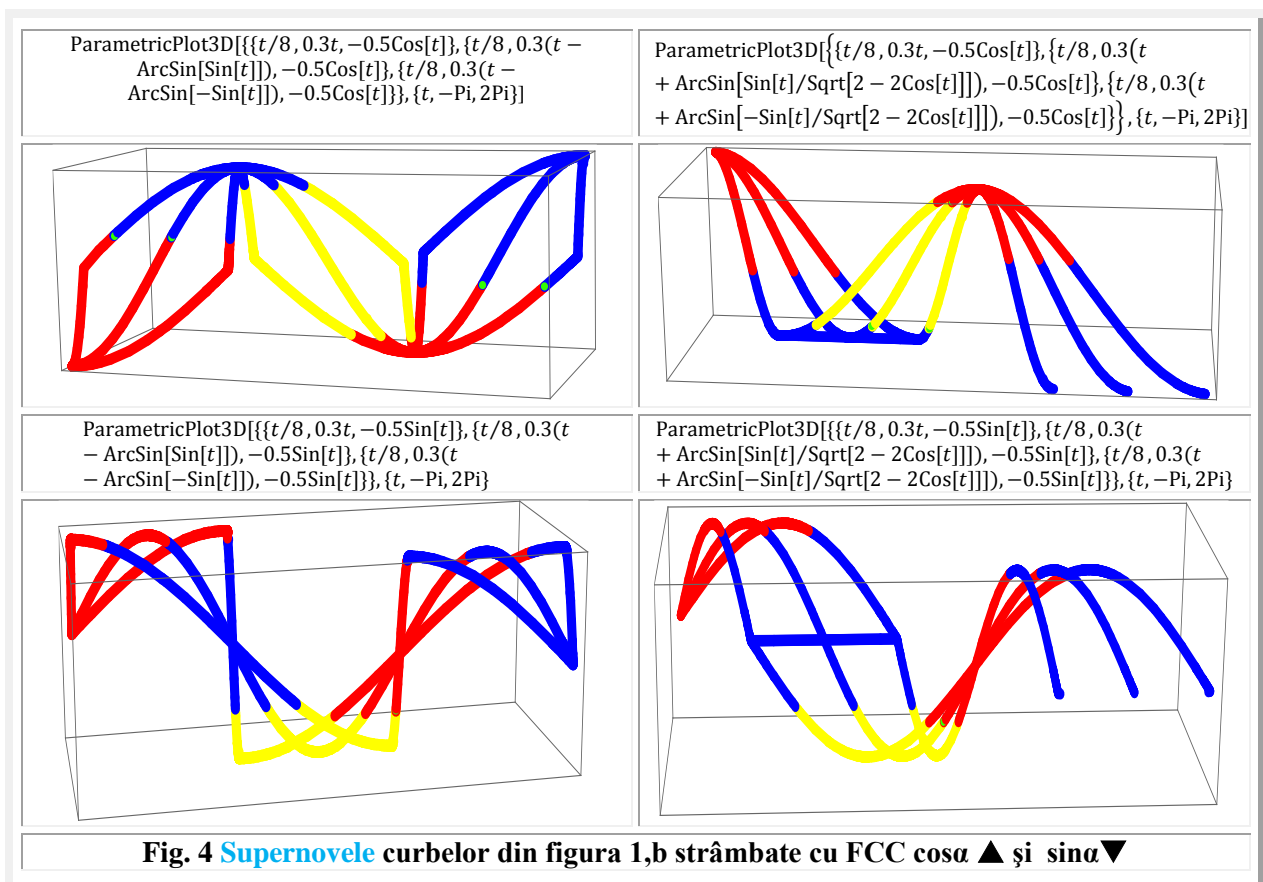 ParametricPlot3D[{{t/8, 0.3t, −0.5Cos[t]}, {t/8, 0.3(t −
ArcSin[Sin[t]]), −0.5Cos[t]}, {t/8, 0.3(t −
ArcSin[−Sin[t]]), −0.5Cos[t]}}, {t, −Pi, 2Pi}]
ParametricPlot3D[{{t/8, 0.3t, −0.5Cos[t]}, {t/8, 0.3(t
+ ArcSin[Sin[t]/Sqrt[2 − 2Cos[t]]]), −0.5Cos[t]}, {t/8, 0.3(t
+ ArcSin[−Sin[t]/Sqrt[2 − 2Cos[t]]]), −0.5Cos[t]}}, {t, −Pi, 2Pi}]
ParametricPlot3D[{{t/8, 0.3t, −0.5Sin[t]}, {t/8, 0.3(t
− ArcSin[Sin[t]]), −0.5Sin[t]}, {t/8, 0.3(t
− ArcSin[−Sin[t]]), −0.5Sin[t]}}, {t, −Pi, 2Pi}
ParametricPlot3D[{{t/8, 0.3t, −0.5Sin[t]}, {t/8, 0.3(t
+ ArcSin[Sin[t]/Sqrt[2 − 2Cos[t]]]), −0.5Sin[t]}, {t/8, 0.3(t
+ ArcSin[−Sin[t]/Sqrt[2 − 2Cos[t]]]), −0.5Sin[t]}}, {t, −Pi, 2Pi}
Fig. 4 Supernovele curbelor din figura 1,b strâmbate cu FCC cosα ▲ şi sinα▼